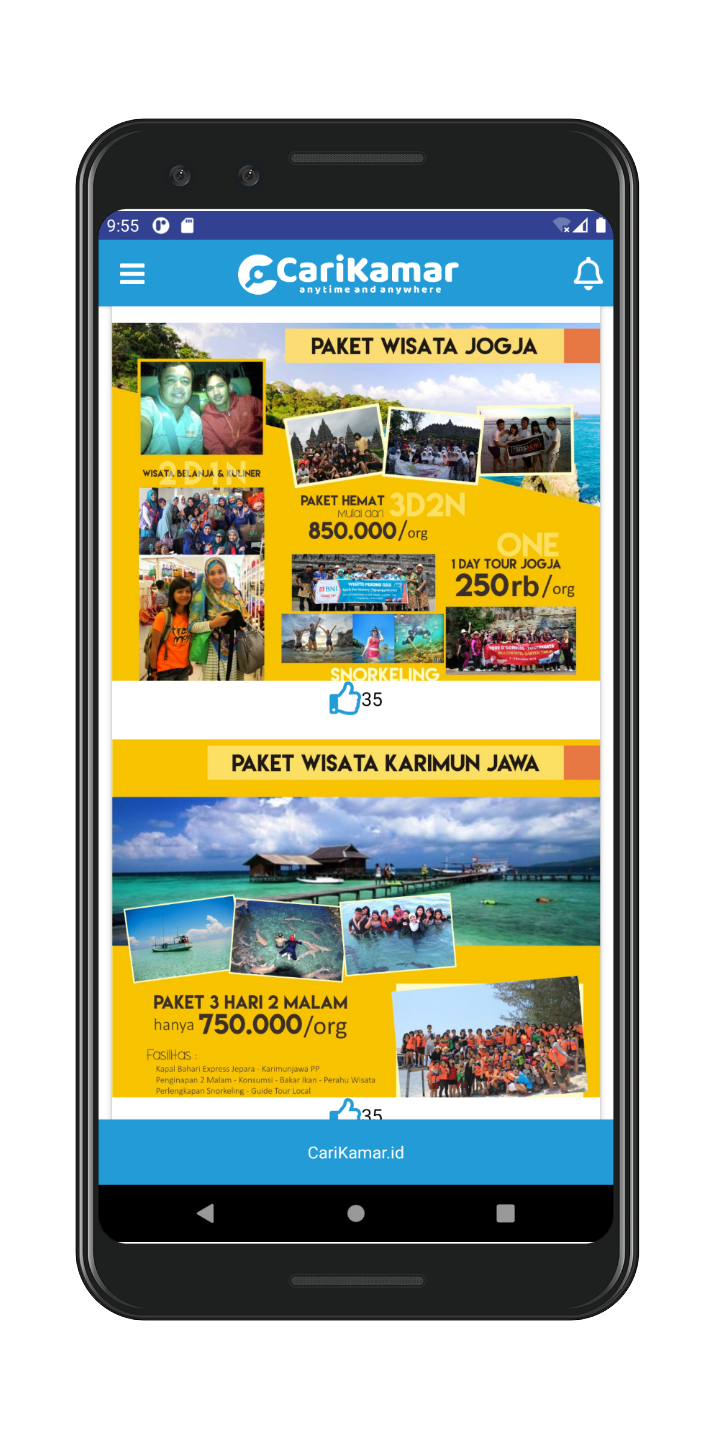 9:55
CariKamar
anytime and anywhere
PAKET WISATA JOGJA
2D1N
WISATA BELANJA & KULINER
PAKET HEMAT
Mulai dari
3D2N
850.000/org
ONE
1 DAY TOUR JOGJA
250rb/org
BNI
SNORKELING
35
PAKET WISATA KARIMUN JAWA
PAKET 3 HARI 2 MALAM
hanya 750.000/org
Fasilitas :
Kapal Bahari Express Jepara - Karimunjawa PP
Penginapan 2 Malam - Konsumsi - Bakar Ikan - Perahu Wisata
Perlengkapan Snorkeling - Guide Tour Local
35
CariKamar.id